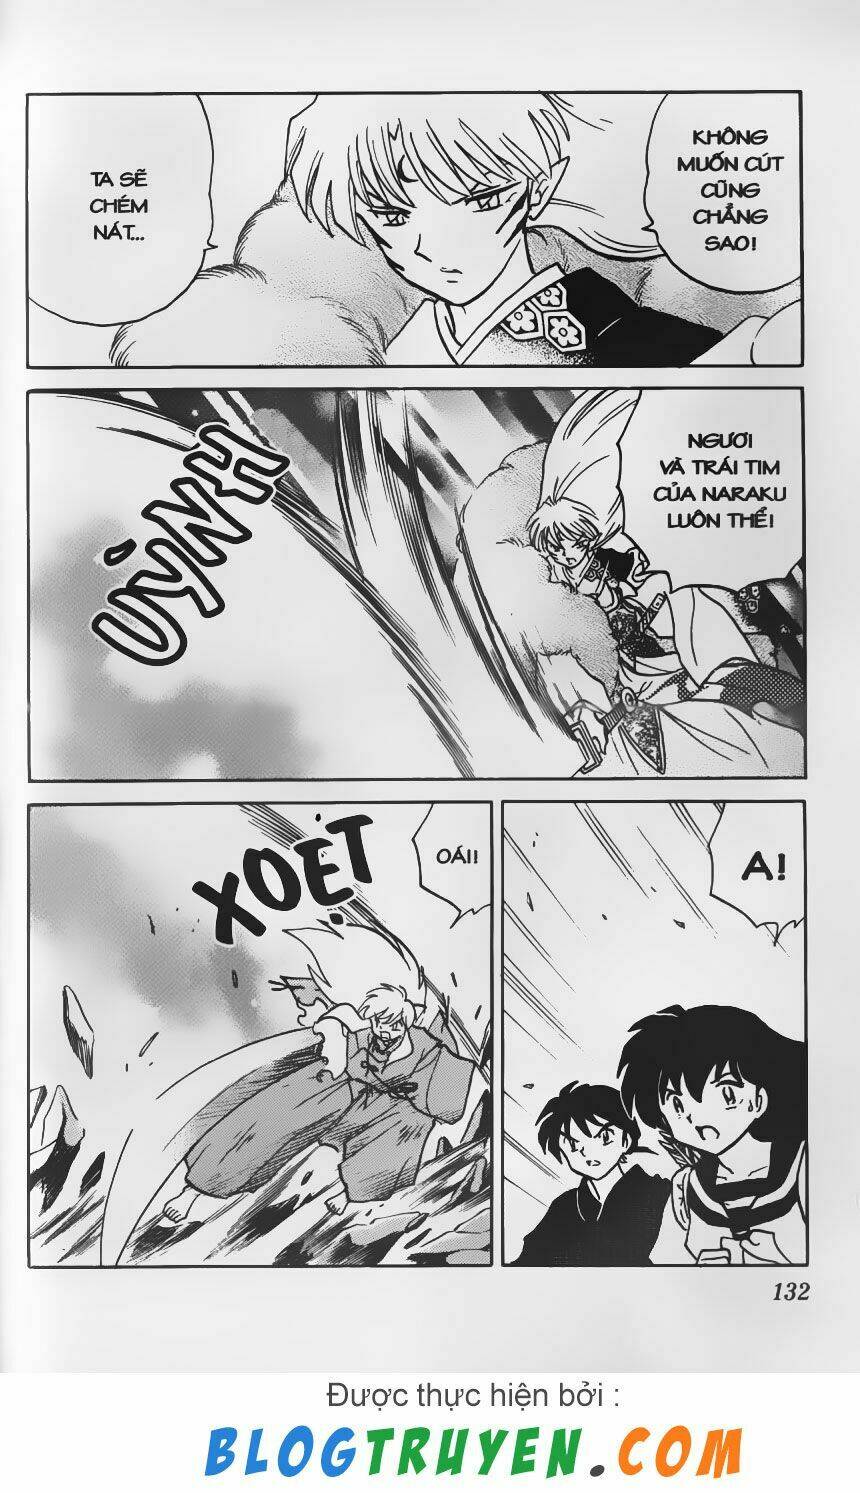 KHÔNG
MUỐN CÚT
CŨNG
CHẲNG
SAO!
TA SẼ
CHÉM
NÁT...
NGƯƠI
VÀ TRÁI TIM
CỦA NARAKU
LUÔN THỂ!
UỲNH
A!
OÁI!
XOẸT
132
Được thực hiện bởi :
BLOGTRUYEN.COM